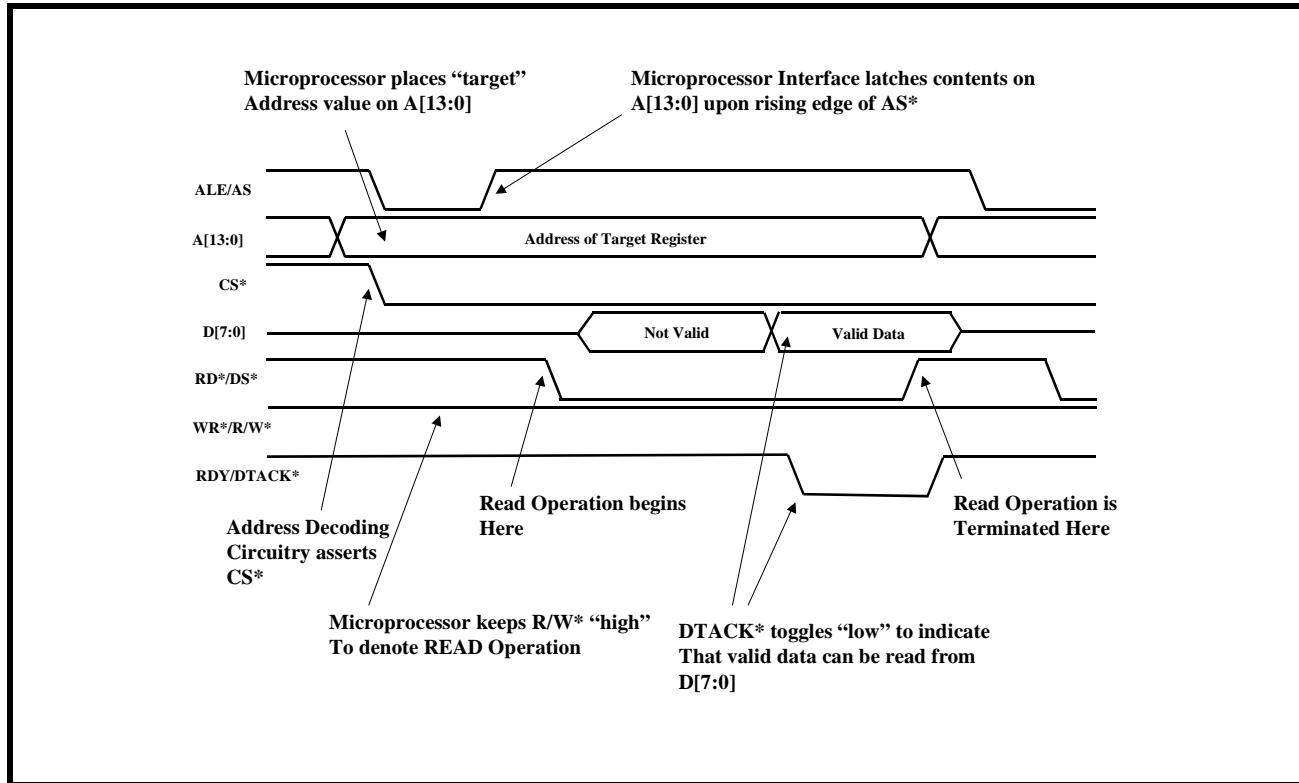 Microprocessor places “target”
Address value on A[13:0]
Microprocessor Interface latches contents on
A[13:0] upon rising edge of AS*
ALE/AS
A[13:0]
Address of Target Register
CS*
D[7:0]
Not Valid
Valid Data
RD*/DS*
WR*/R/W*
RDY/DTACK*
Address Decoding
Circuitry asserts
CS*
Read Operation begins
Here
Read Operation is
Terminated Here
Microprocessor keeps R/W* “high”
To denote READ Operation
DTACK* toggles “low” to indicate
That valid data can be read from
D[7:0]